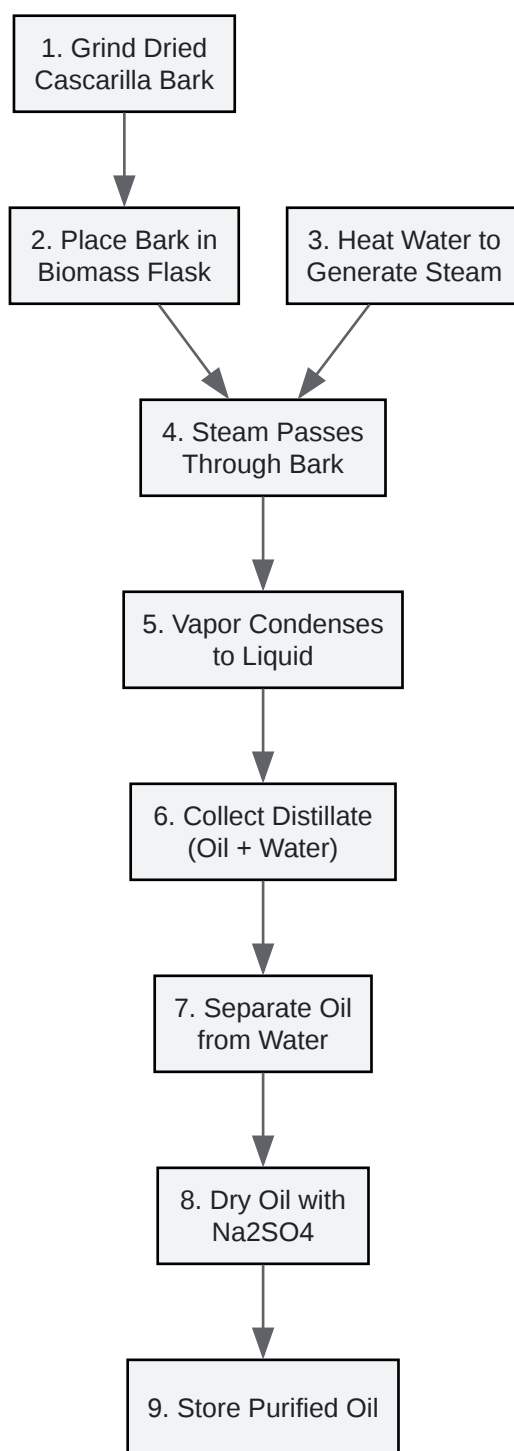 1. Grind Dried
Cascarilla Bark
2. Place Bark in
Biomass Flask
3. Heat Water to
Generate Steam
4. Steam Passes
Through Bark
5. Vapor Condenses
to Liquid
6. Collect Distillate
(Oil + Water)
7. Separate Oil
from Water
8. Dry Oil with
Na2SO4
9. Store Purified Oil